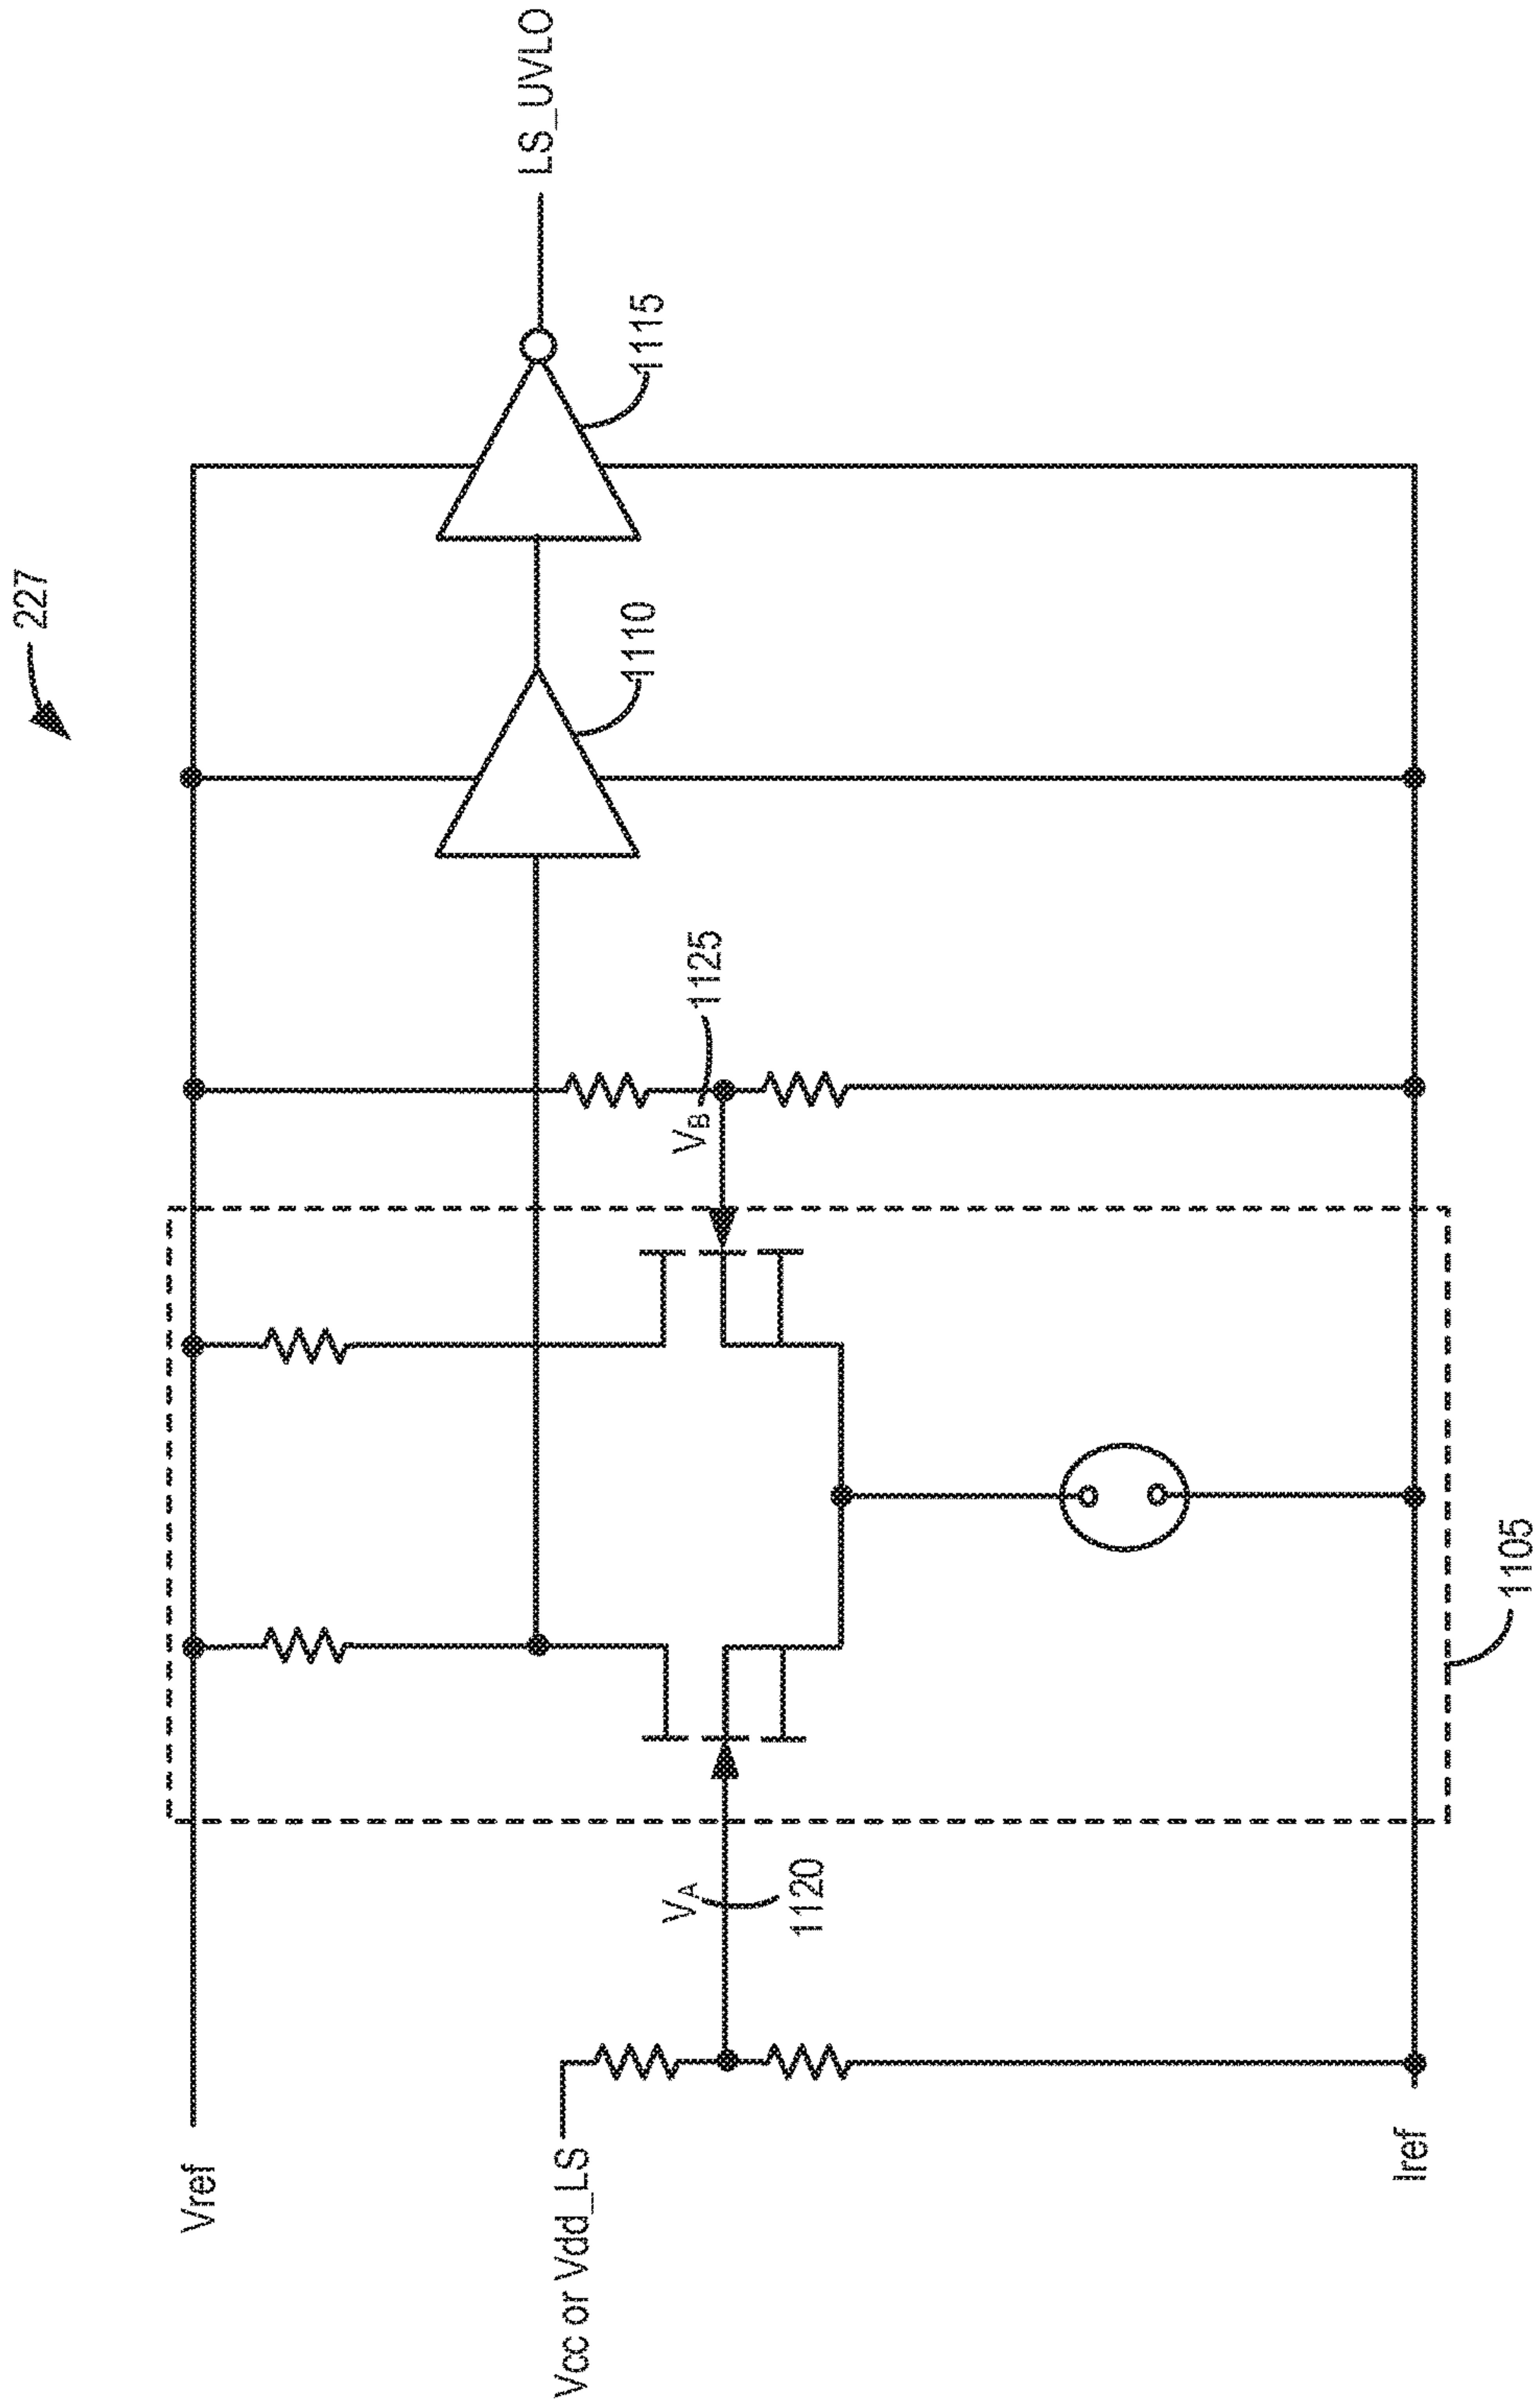 227
Vref
LS_UVLO
1115
1110
Vcc or Vdd_LS
VA
1120
VB
1125
Iref
1105